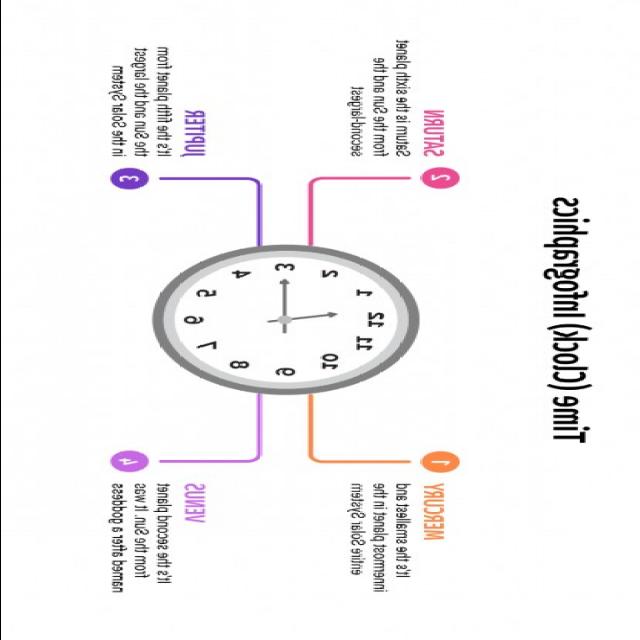 Time (Clock) Infographics
1
MERCURY
It's the smallest and
innermost planet in the
entire Solar System
2
SATURN
Saturn is the sixth planet
from the Sun and the
second-largest
12
11 1
10 2
9 3
8 4
7 5
6
4
VENUS
It's the second planet
from the Sun. It was
named after a goddess
3
JUPITER
It's the fifth planet from
the Sun and the largest
in the Solar System